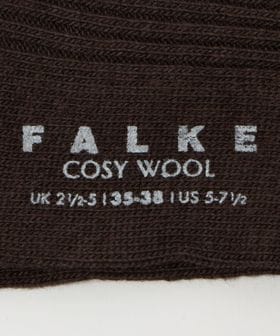 FALKE
COSY WOOL
UK 2½-5 | 35-38 | US 5-7½